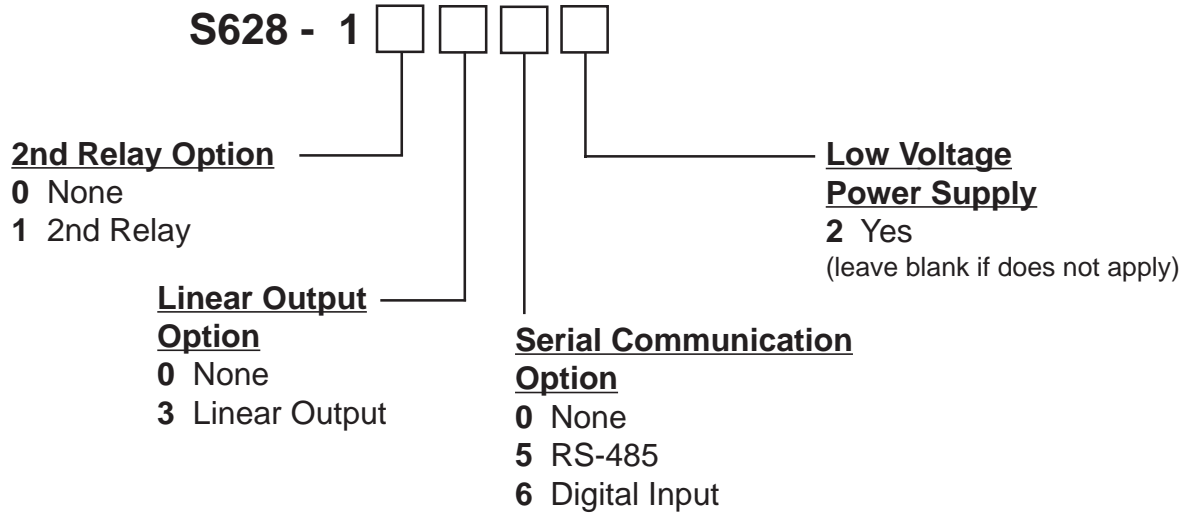 S628 - 1
2nd Relay Option
0 None
1 2nd Relay
Linear Output
Option
0 None
3 Linear Output
Serial Communication
Option
0 None
5 RS-485
6 Digital Input
Low Voltage
Power Supply
2 Yes
(leave blank if does not apply)